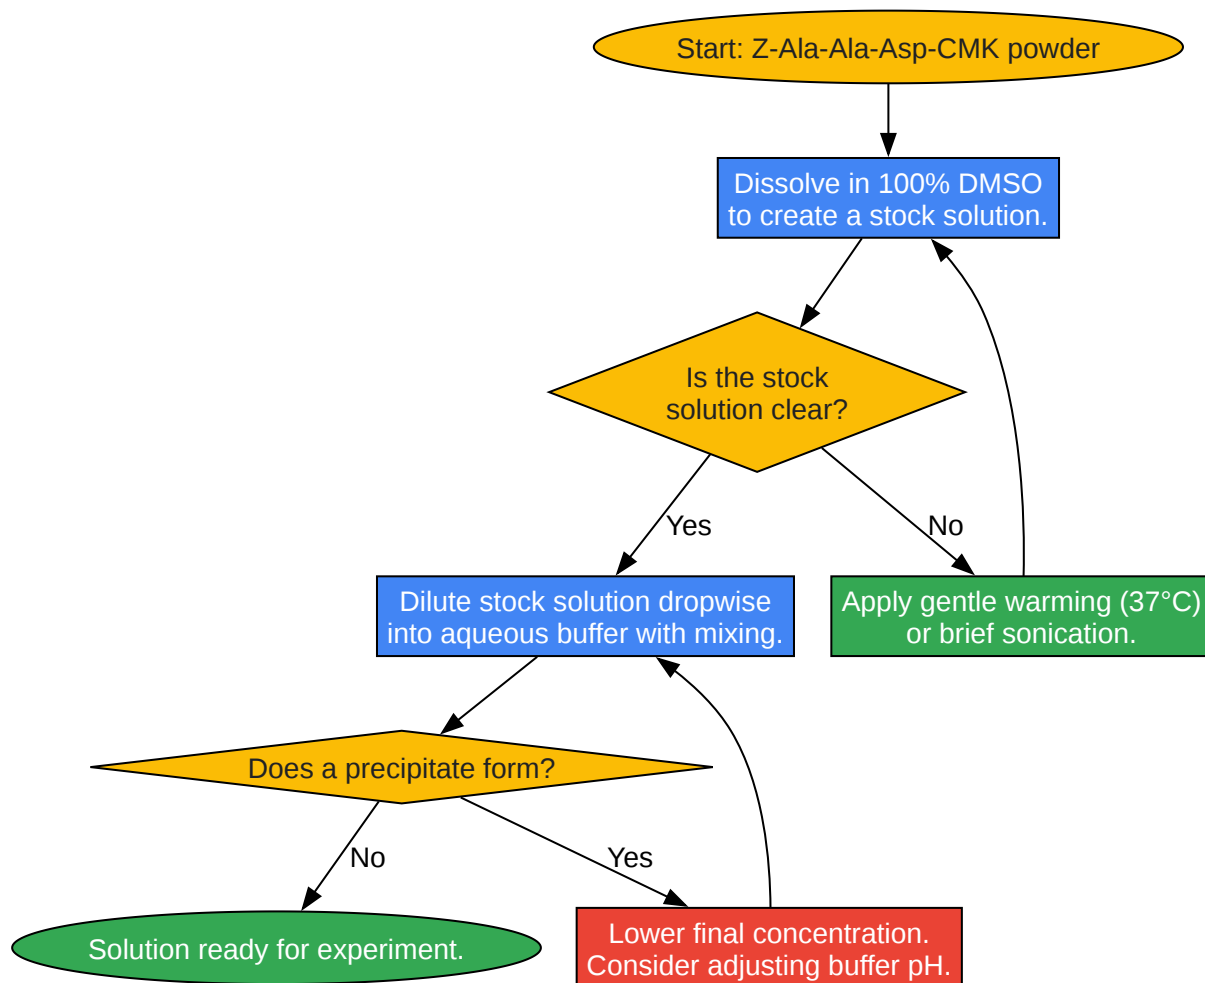 Start: Z-Ala-Ala-Asp-CMK powder
Dissolve in 100% DMSO
to create a stock solution.
Is the stock
solution clear?
Yes
No
Dilute stock solution dropwise
into aqueous buffer with mixing.
Apply gentle warming (37°C)
or brief sonication.
Does a precipitate form?
No
Yes
Solution ready for experiment.
Lower final concentration.
Consider adjusting buffer pH.